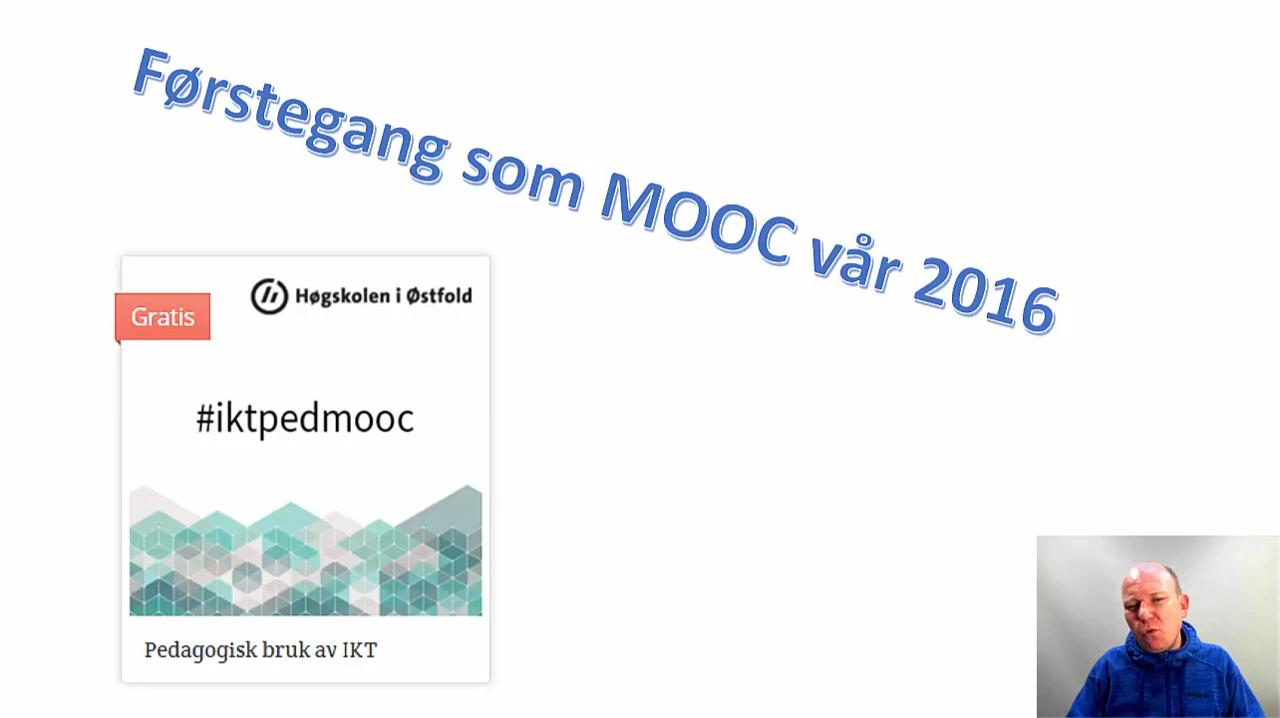 Førstegang som MOOC vår 2016
Høgskolen i Østfold
Gratis
#iktpedmooc
Pedagogisk bruk av IKT